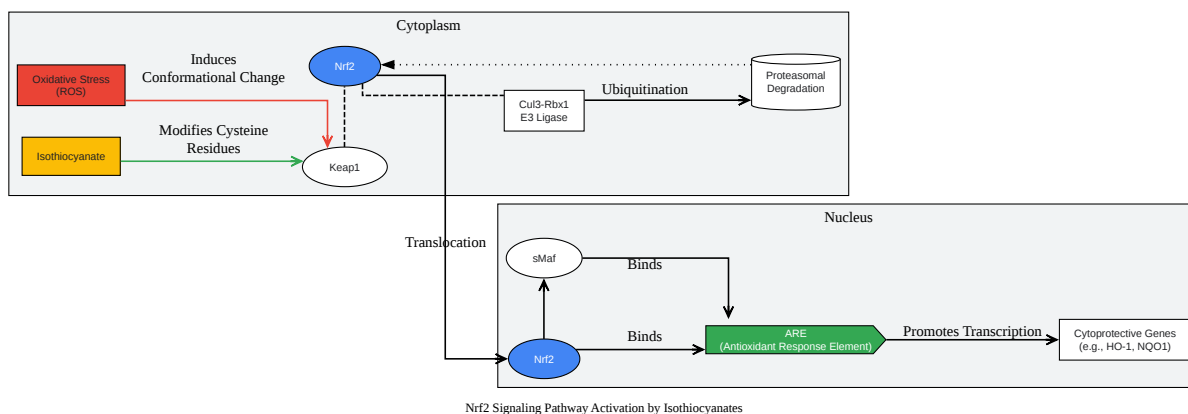 Cytoplasm
Induces
Conformational Change
Nrf2
Oxidative Stress
(ROS)
Proteasomal
Degradation
Ubiquitination
Cul3-Rbx1
E3 Ligase
Modifies Cysteine
Residues
Isothiocyanate
Keap1
Nucleus
Translocation
sMaf
Binds
Binds
ARE
(Antioxidant Response Element)
Promotes Transcription
Cytoprotective Genes
(e.g., HO-1, NQO1)
Nrf2
Nrf2 Signaling Pathway Activation by Isothiocyanates